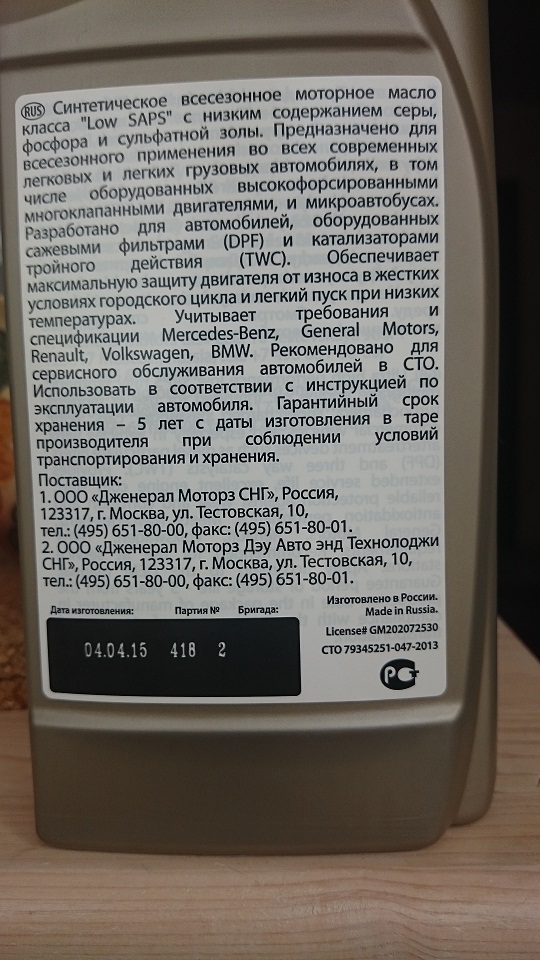 RUS Синтетическое всесезонное моторное масло
класса "Low SAPS" с низким содержанием серы,
фосфора и сульфатной золы. Предназначено для
всесезонного применения во всех современных
легковых и легких грузовых автомобилях, в том
числе оборудованных высокофорсированными
многоклапанными двигателями, и микроавтобусах.
Разработано для автомобилей, оборудованных
сажевыми фильтрами (DPF) и катализаторами
тройного действия (TWC). Обеспечивает
максимальную защиту двигателя от износа в жестких
условиях городского цикла и легкий пуск при низких
температурах. Учитывает требования и
спецификации Mercedes-Benz, General Motors,
Renault, Volkswagen, BMW. Рекомендовано для
сервисного обслуживания автомобилей в СТО.
Использовать в соответствии с инструкцией по
эксплуатации автомобиля. Гарантийный срок
хранения – 5 лет с даты изготовления в таре
производителя при соблюдении условий
транспортирования и хранения.
Поставщик:
1. ООО «Дженерал Моторз СНГ», Россия,
123317, г. Москва, ул. Тестовская, 10,
тел.: (495) 651-80-00, факс: (495) 651-80-01.
2. ООО «Дженерал Моторз Дэу Авто энд Технолоджи
СНГ», Россия, 123317, г. Москва, ул. Тестовская, 10,
тел.: (495) 651-80-00, факс: (495) 651-80-01.
Дата изготовления: Партия № Бригада:
04.04.15 418 2
Изготовлено в России.
Made in Russia.
License# GM202072530
СТО 79345251-047-2013
РСТ